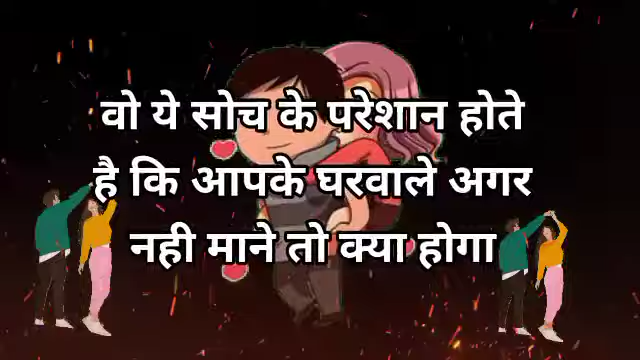 वो ये सोच के परेशान होते
है कि आपके घरवाले अगर
नही माने तो क्या होगा